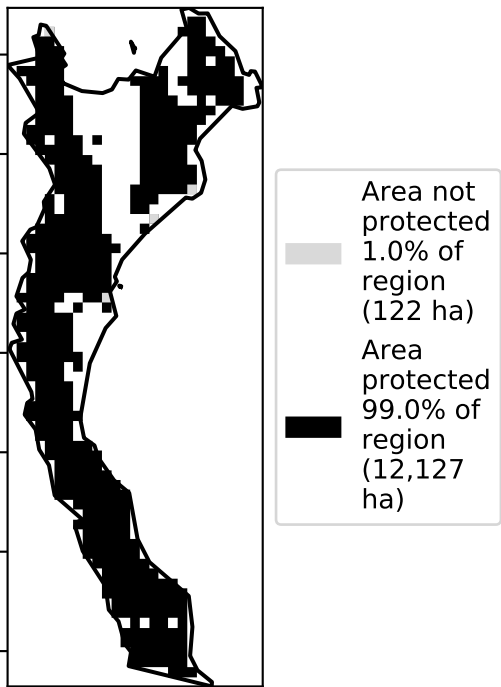 Area not
protected
1.0% of
region
(122 ha)
Area
protected
99.0% of
region
(12,127
ha)